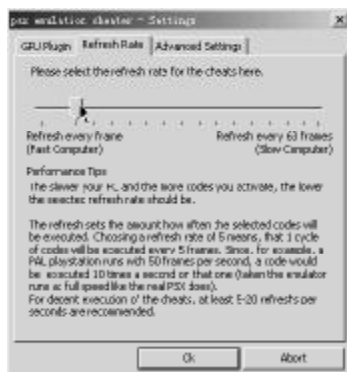 psx emulation cheater - Settings
GPU Plugin Refresh Rate Advanced Settings
Please select the refresh rate for the cheats here.
Refresh every frame Refresh every 63 frames
(Fast Computer) (Slow Computer)
Performance Tips
The slower your PC and the more codes you activate, the lower
the selected refresh rate should be.
The refresh sets the amount how often the selected codes will
be executed. Choosing a refresh rate of 5 means, that 1 cycle
of codes will be executed every 5 frames. Since, for example, a
PAL playstation runs with 50 frames per second, a code would
be executed 10 times a second or that one (taken the emulator
runs at full speed like the real PSX does).
For decent execution of the cheats, at least 5-20 refreshs per
seconds are recommended.
Ok Abort